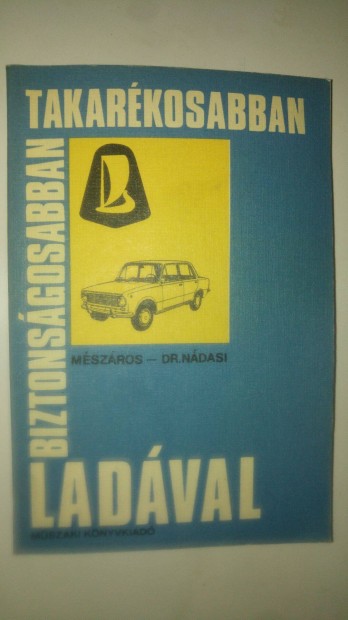 TAKARÉKOSABBAN
BIZTONSÁGOSABBAN
MÉSZÁROS — DR.NÁDASI
LADÁVAL
MŰSZAKI KÖNYVKIADÓ